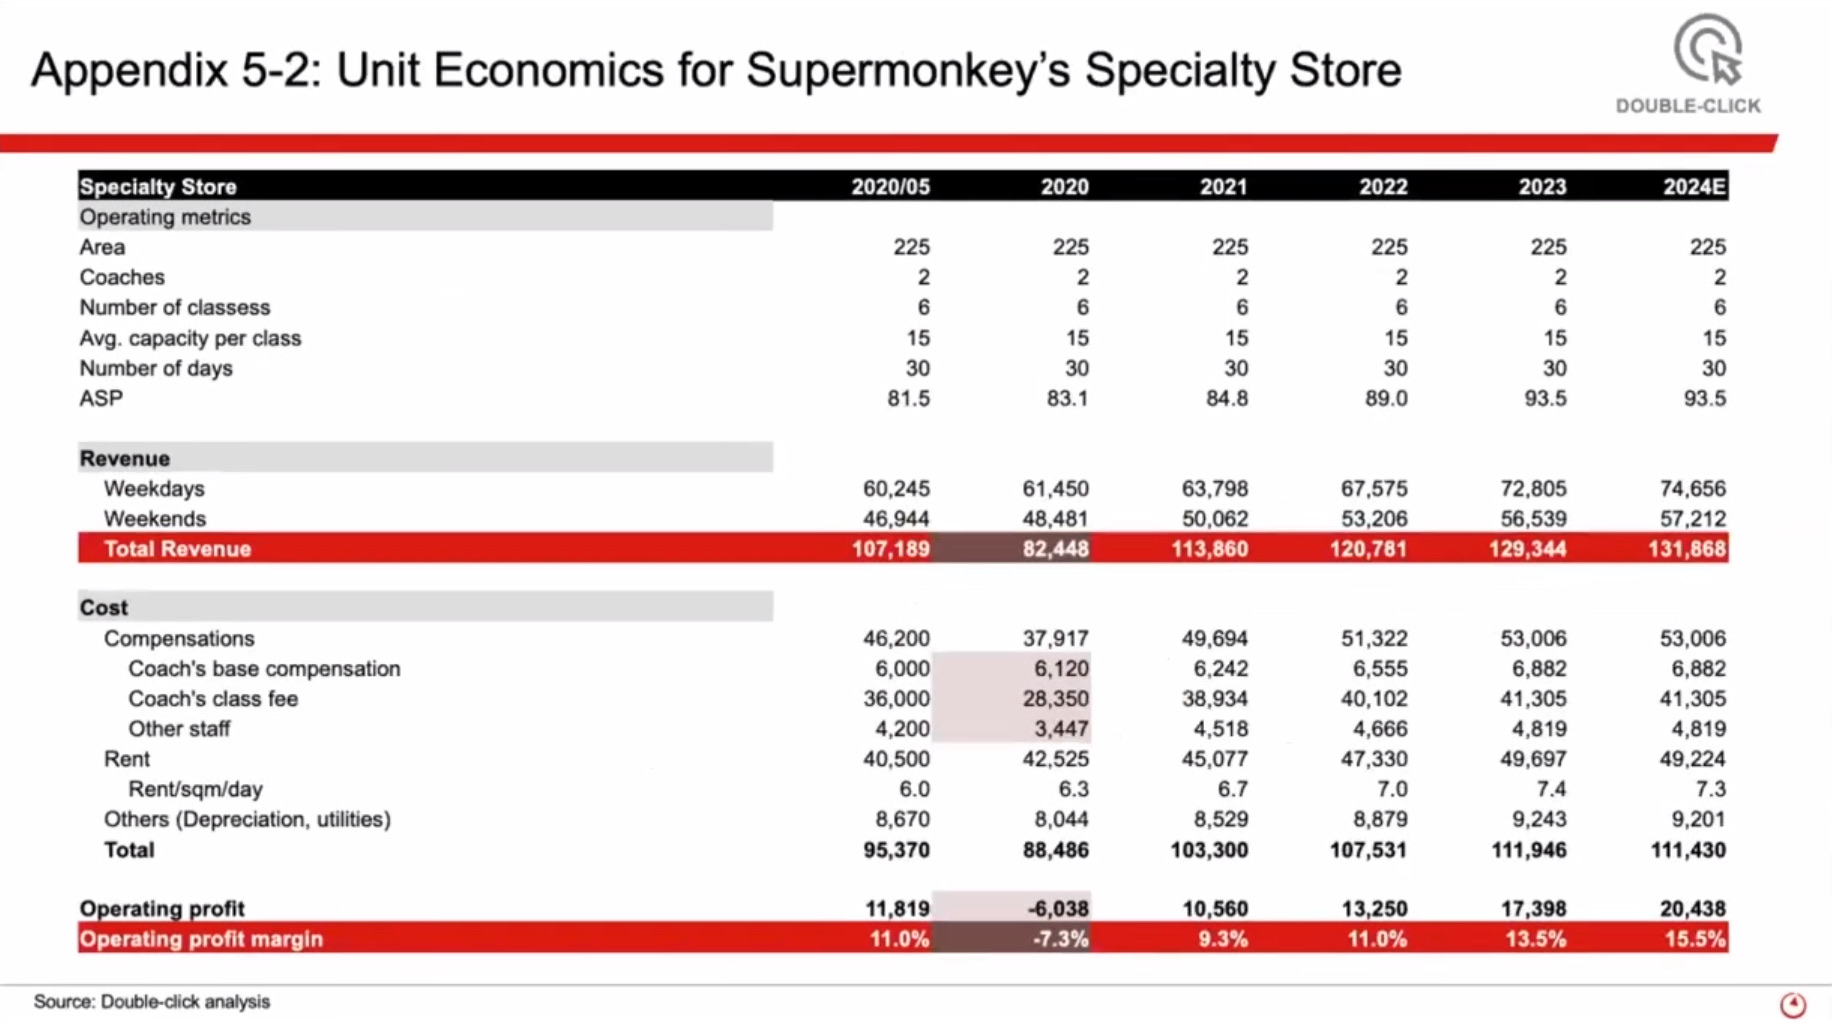 Appendix 5-2: Unit Economics for Supermonkey's Specialty Store
DOUBLE-CLICK
Specialty Store 2020/05 2020 2021 2022 2023 2024E
Operating metrics
Area 225 225 225 225 225 225
Coaches 2 2 2 2 2 2
Number of classess 6 6 6 6 6 6
Avg. capacity per class 15 15 15 15 15 15
Number of days 30 30 30 30 30 30
ASP 81.5 83.1 84.8 89.0 93.5 93.5
Revenue
Weekdays 60,245 61,450 63,798 67,575 72,805 74,656
Weekends 46,944 48,481 50,062 53,206 56,539 57,212
Total Revenue 107,189 82,448 113,860 120,781 129,344 131,868
Cost
Compensations 46,200 37,917 49,694 51,322 53,006 53,006
Coach's base compensation 6,000 6,120 6,242 6,555 6,882 6,882
Coach's class fee 36,000 28,350 38,934 40,102 41,305 41,305
Other staff 4,200 3,447 4,518 4,666 4,819 4,819
Rent 40,500 42,525 45,077 47,330 49,697 49,224
Rent/sqm/day 6.0 6.3 6.7 7.0 7.4 7.3
Others (Depreciation, utilities) 8,670 8,044 8,529 8,879 9,243 9,201
Total 95,370 88,486 103,300 107,531 111,946 111,430
Operating profit 11,819 -6,038 10,560 13,250 17,398 20,438
Operating profit margin 11.0% -7.3% 9.3% 11.0% 13.5% 15.5%
Source: Double-click analysis